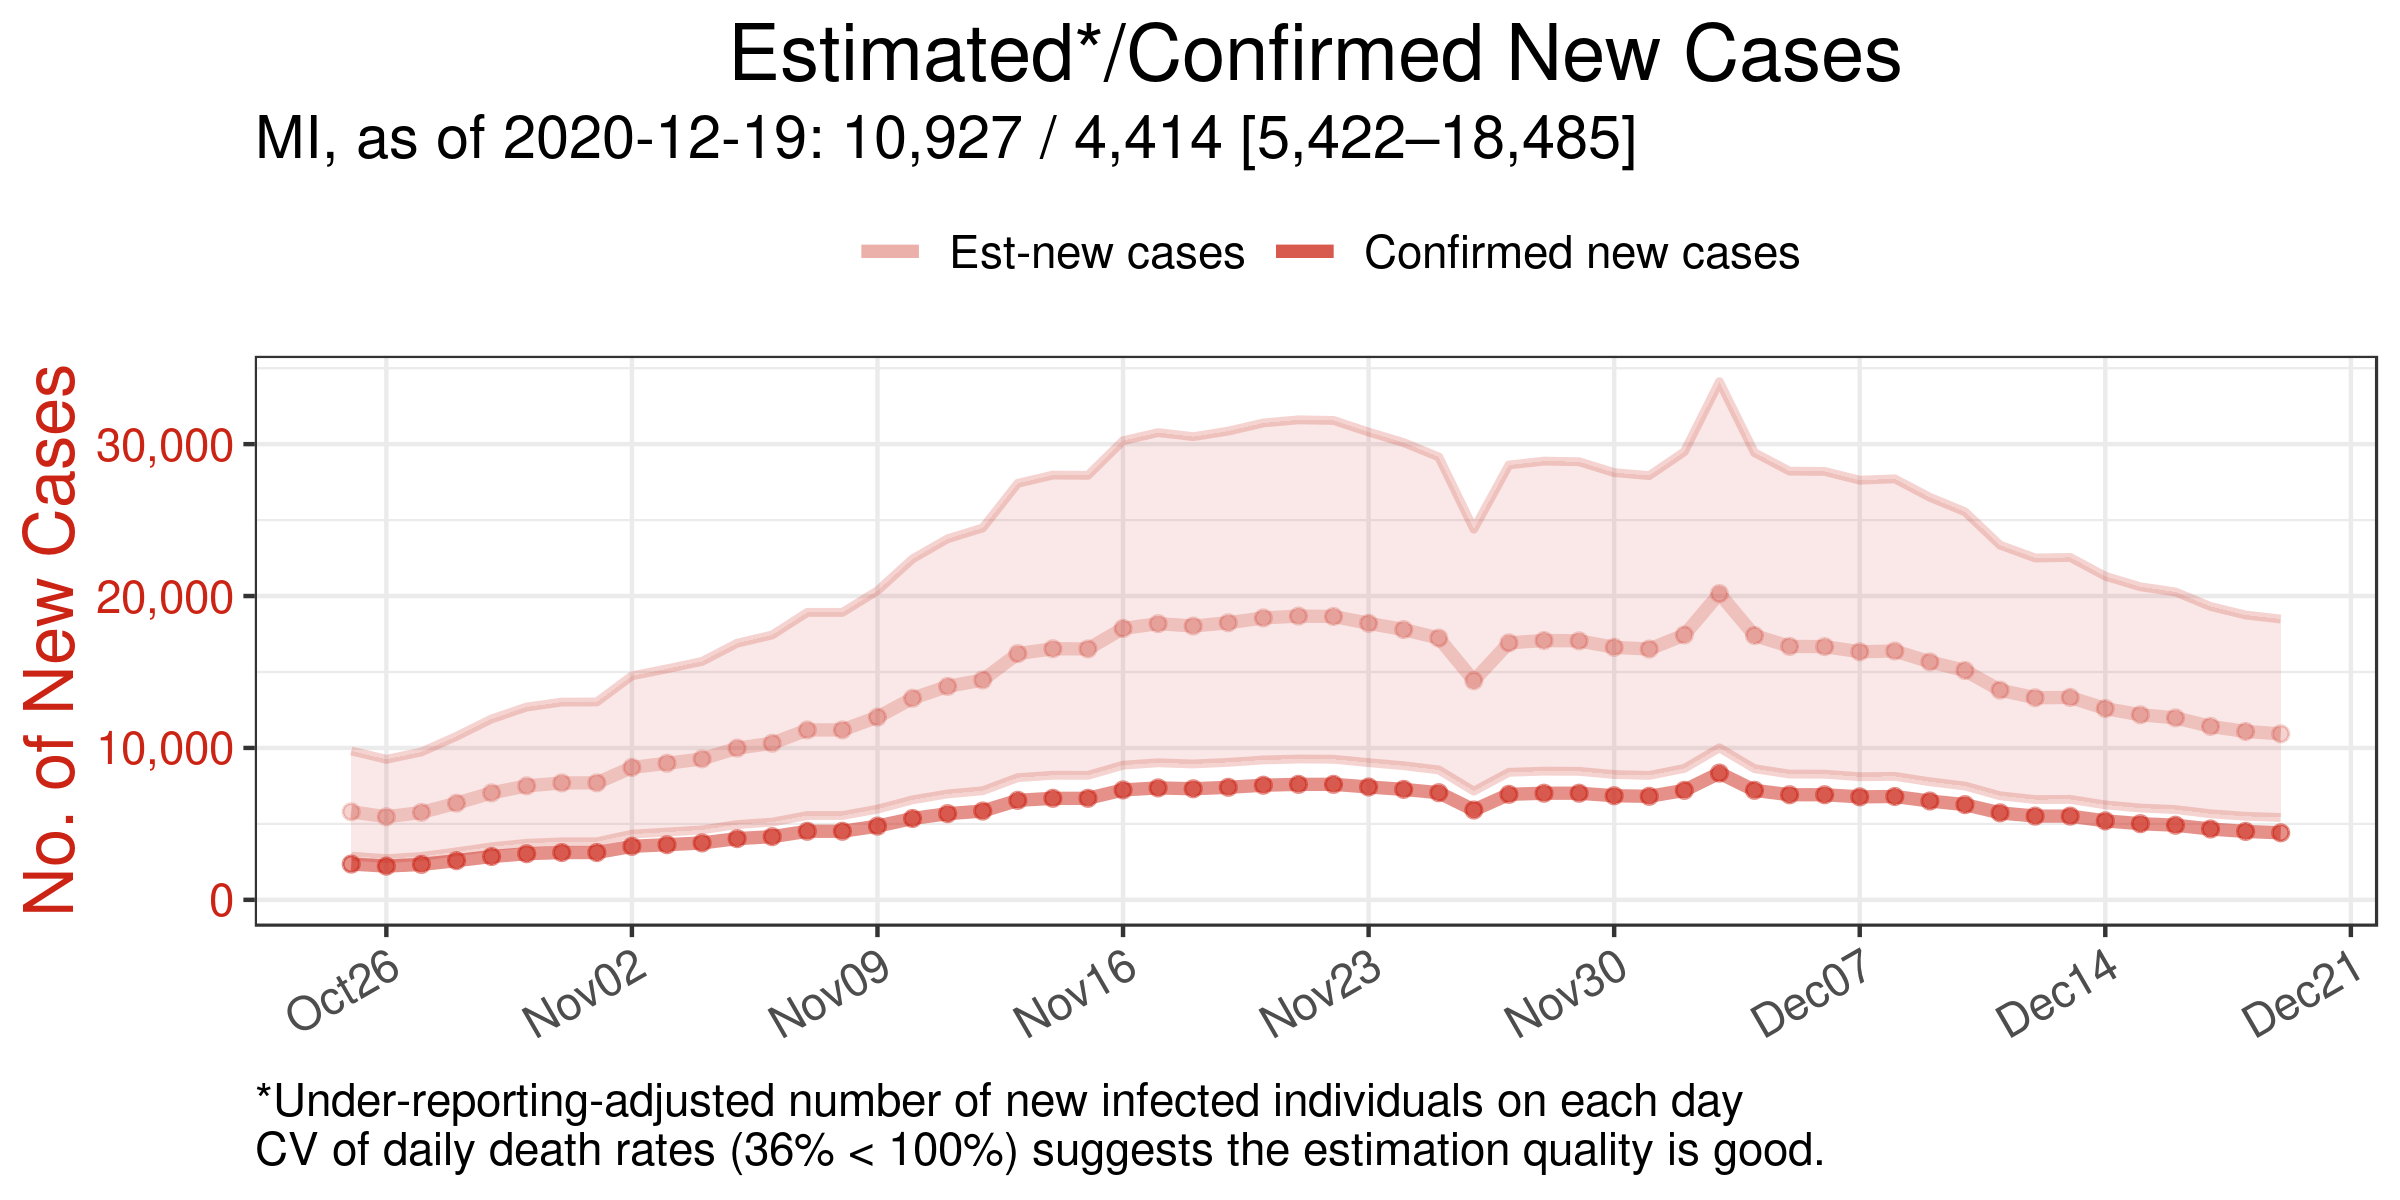 Estimated*/Confirmed New Cases
MI, as of 2020-12-19: 10,927 / 4,414 [5,422–18,485]
Est-new cases
Confirmed new cases
No. of New Cases
30,000
20,000
10,000
0
Oct26
Nov02
Nov09
Nov16
Nov23
Nov30
Dec07
Dec14
Dec21
*Under-reporting-adjusted number of new infected individuals on each day
CV of daily death rates (36% < 100%) suggests the estimation quality is good.